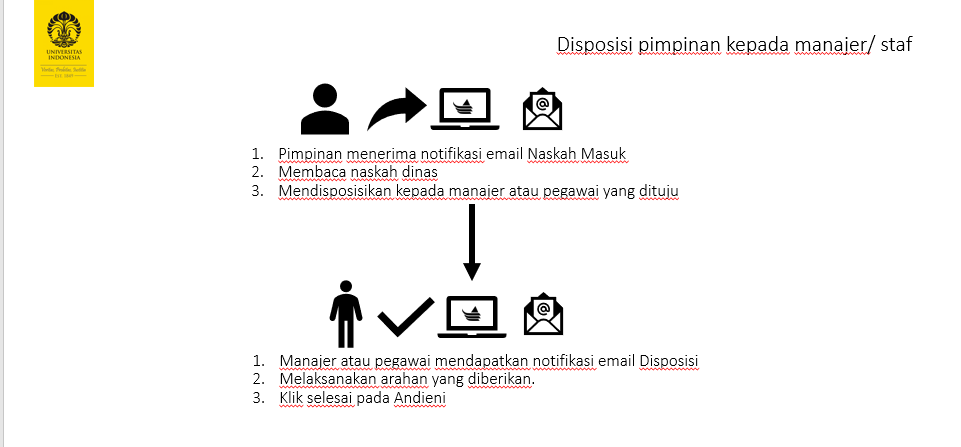 UNIVERSITAS
INDONESIA
Veritas, Probitas, Iustitia
EST. 1849
Disposisi pimpinan kepada manajer/ staf
@
1. Pimpinan menerima notifikasi email Naskah Masuk
2. Membaca naskah dinas
3. Mendisposisikan kepada manajer atau pegawai yang dituju
@
1. Manajer atau pegawai mendapatkan notifikasi email Disposisi
2. Melaksanakan arahan yang diberikan.
3. Klik selesai pada Andieni